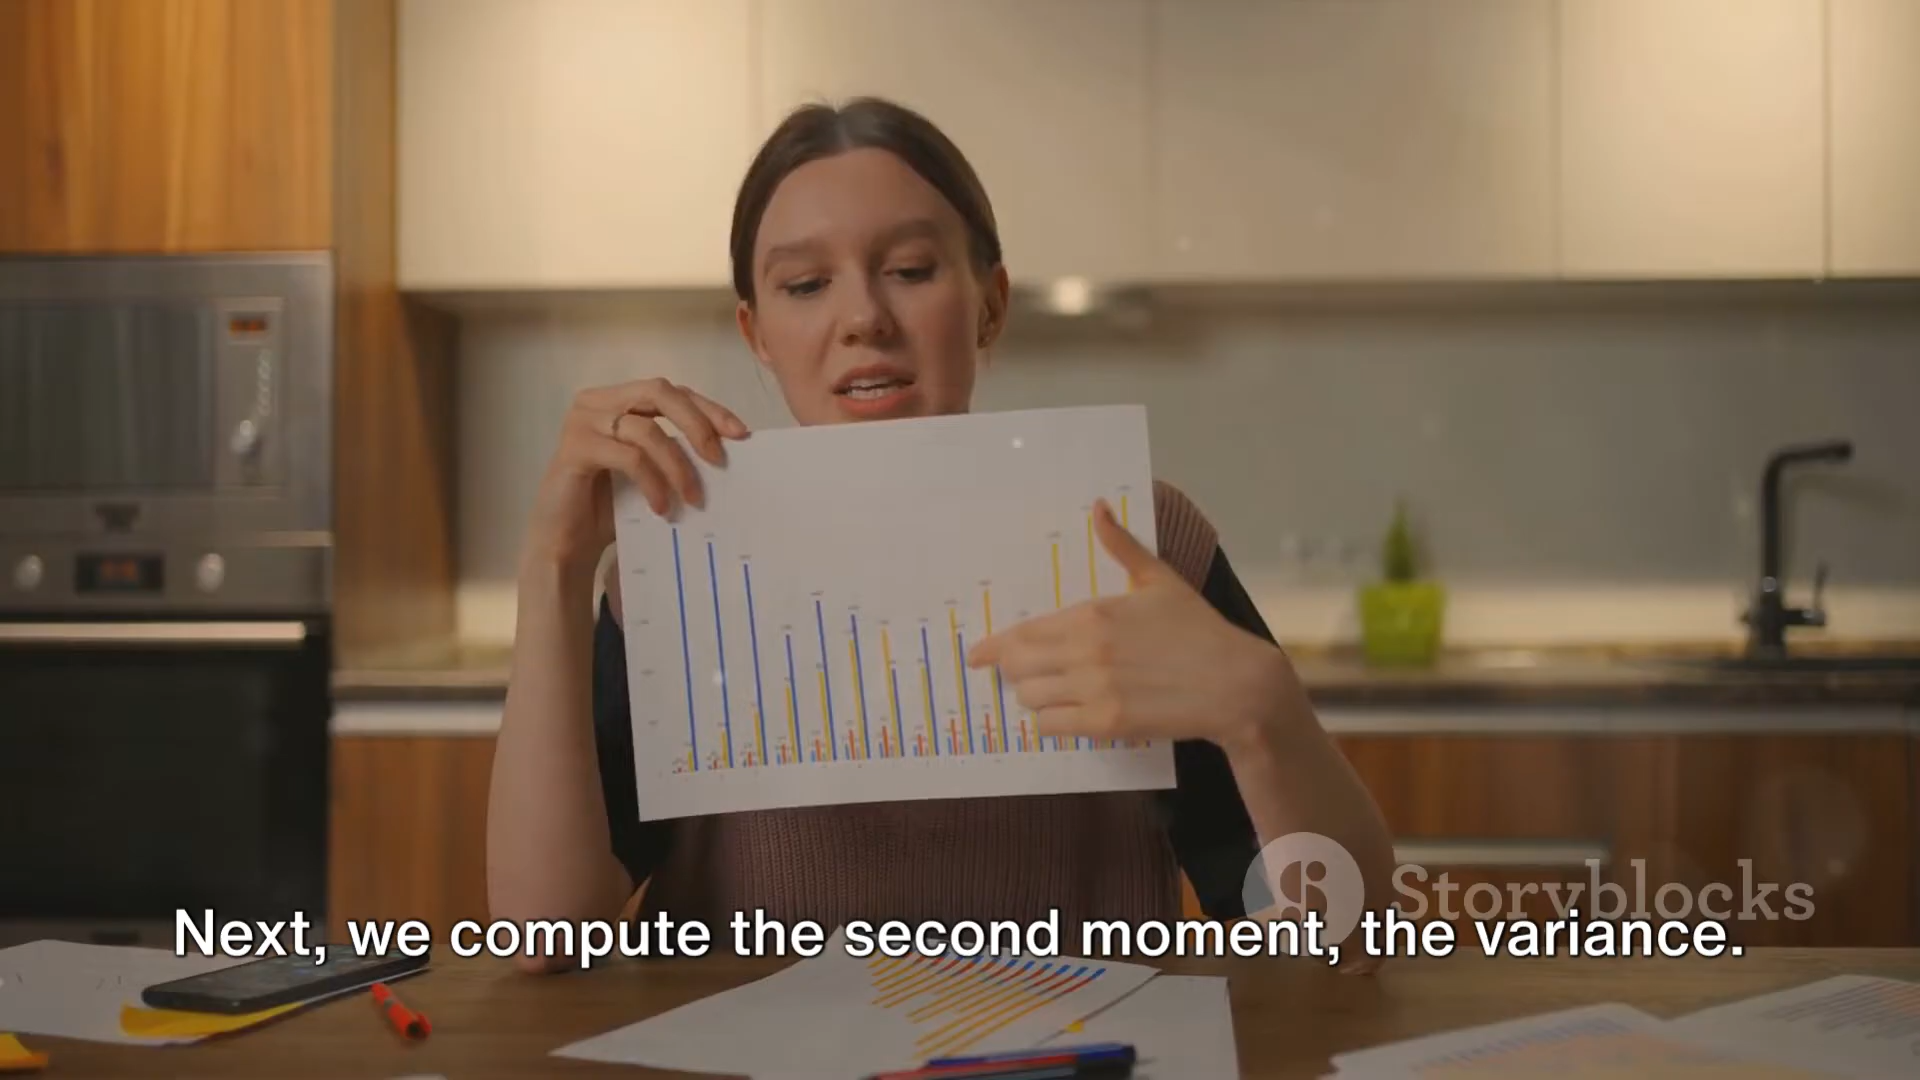 Storyblocks
Next, we compute the second moment, the variance.